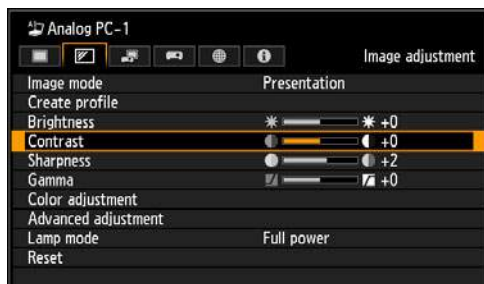 Analog PC-1
Image adjustment
Image mode Presentation
Create profile
Brightness +0
Contrast +0
Sharpness +2
Gamma +0
Color adjustment
Advanced adjustment
Lamp mode Full power
Reset